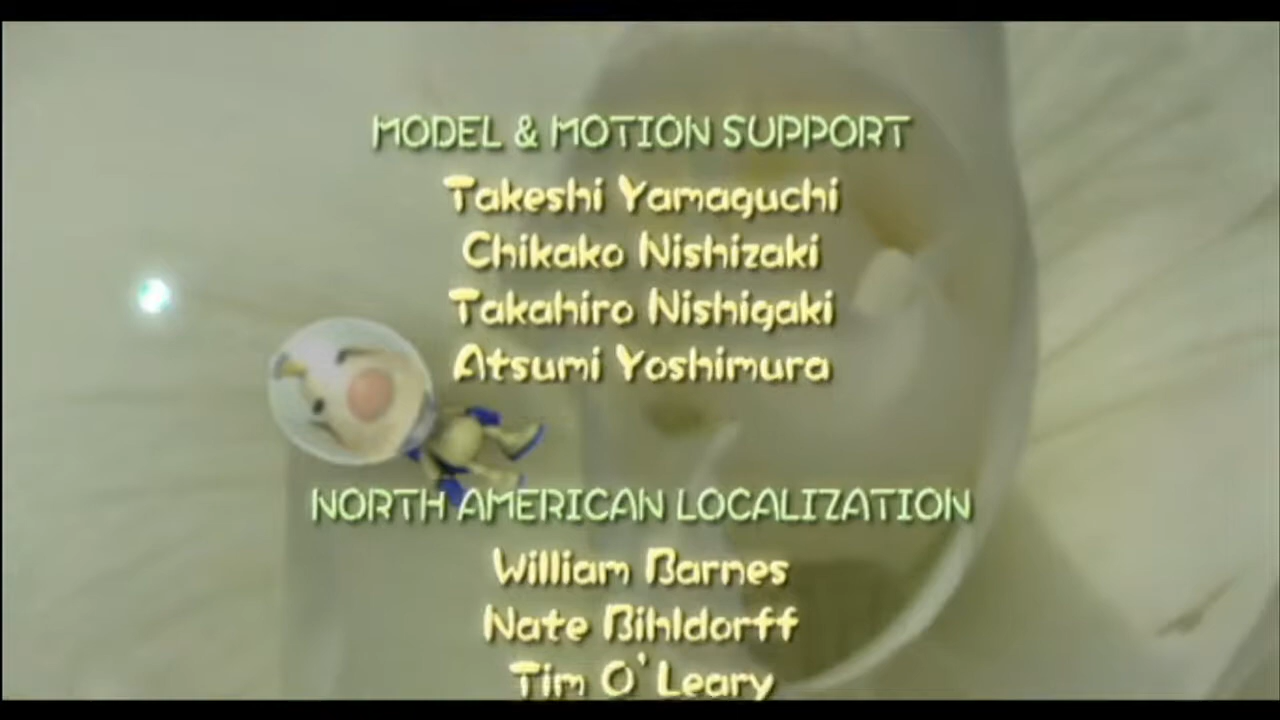 MODEL & MOTION SUPPORT
Takeshi Yamaguchi
Chikako Nishizaki
Takahiro Nishigaki
Atsumi Yoshimura
NORTH AMERICAN LOCALIZATION
William Barnes
Nate Bihldorff
Tim O'Leary